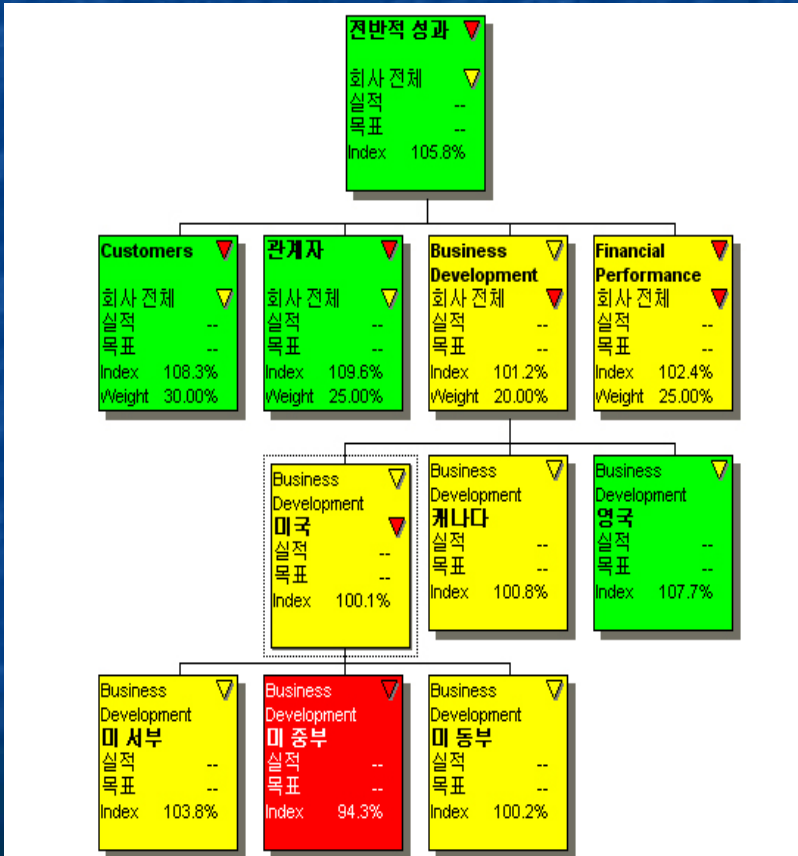 전반적 성과
회사 전체
실적 --
목표 --
Index 105.8%
Customers
회사 전체
실적 --
목표 --
Index 108.3%
Weight 30.00%
관계자
회사 전체
실적 --
목표 --
Index 109.6%
Weight 25.00%
Business
Development
회사 전체
실적 --
목표 --
Index 101.2%
Weight 20.00%
Financial
Performance
회사 전체
실적 --
목표 --
Index 102.4%
Weight 25.00%
Business
Development
미국
실적 --
목표 --
Index 100.1%
Business
Development
캐나다
실적 --
목표 --
Index 100.8%
Business
Development
영국
실적 --
목표 --
Index 107.7%
Business
Development
미 서부
실적 --
목표 --
Index 103.8%
Business
Development
미 중부
실적 --
목표 --
Index 94.3%
Business
Development
미 동부
실적 --
목표 --
Index 100.2%